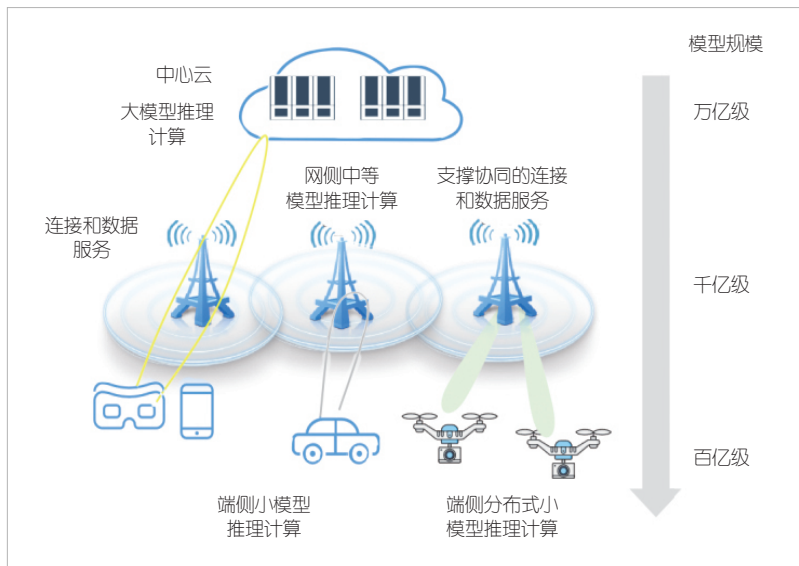 模型规模
中心云
大模型推理
计算
万亿级
网侧中等
模型推理计算
支撑协同的连接
和数据服务
连接和数据
服务
千亿级
百亿级
端侧小模型
推理计算
端侧分布式小
模型推理计算